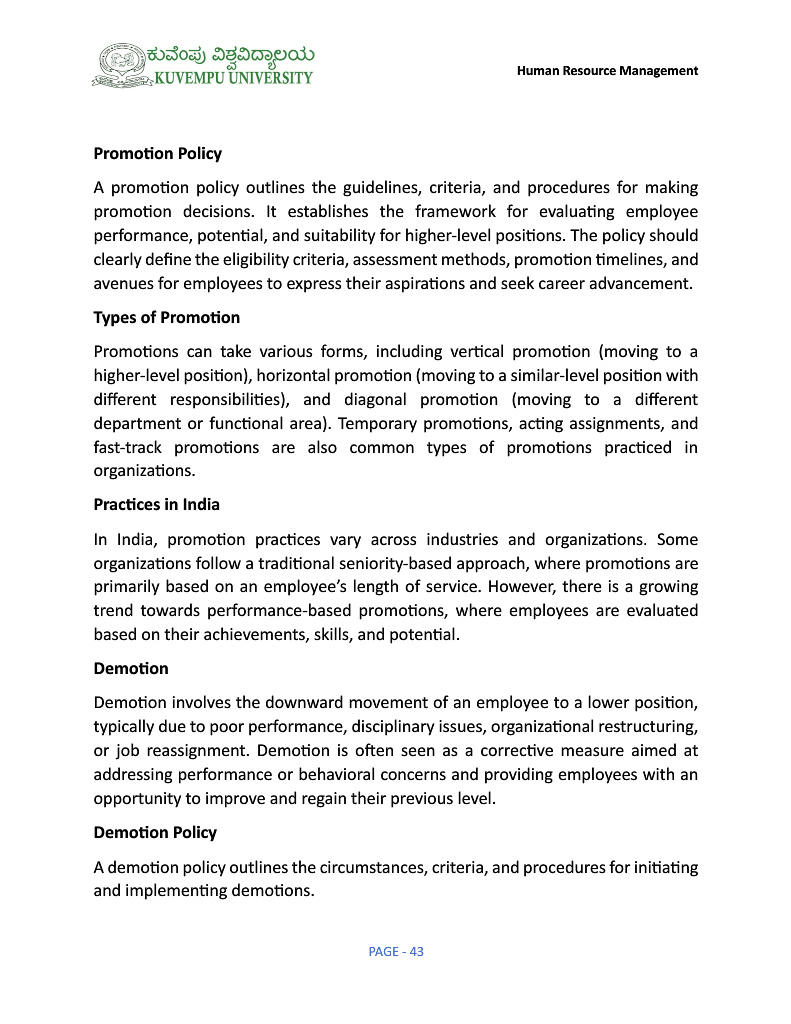 ಕುವೆಂಪು ವಿಶ್ವವಿದ್ಯಾಲಯ
KUVEMPU UNIVERSITY
Human Resource Management
Promotion Policy
A promotion policy outlines the guidelines, criteria, and procedures for making
promotion decisions. It establishes the framework for evaluating employee
performance, potential, and suitability for higher-level positions. The policy should
clearly define the eligibility criteria, assessment methods, promotion timelines, and
avenues for employees to express their aspirations and seek career advancement.
Types of Promotion
Promotions can take various forms, including vertical promotion (moving to a
higher-level position), horizontal promotion (moving to a similar-level position with
different responsibilities), and diagonal promotion (moving to a different
department or functional area). Temporary promotions, acting assignments, and
fast-track promotions are also common types of promotions practiced in
organizations.
Practices in India
In India, promotion practices vary across industries and organizations. Some
organizations follow a traditional seniority-based approach, where promotions are
primarily based on an employee’s length of service. However, there is a growing
trend towards performance-based promotions, where employees are evaluated
based on their achievements, skills, and potential.
Demotion
Demotion involves the downward movement of an employee to a lower position,
typically due to poor performance, disciplinary issues, organizational restructuring,
or job reassignment. Demotion is often seen as a corrective measure aimed at
addressing performance or behavioral concerns and providing employees with an
opportunity to improve and regain their previous level.
Demotion Policy
A demotion policy outlines the circumstances, criteria, and procedures for initiating
and implementing demotions.
PAGE - 43